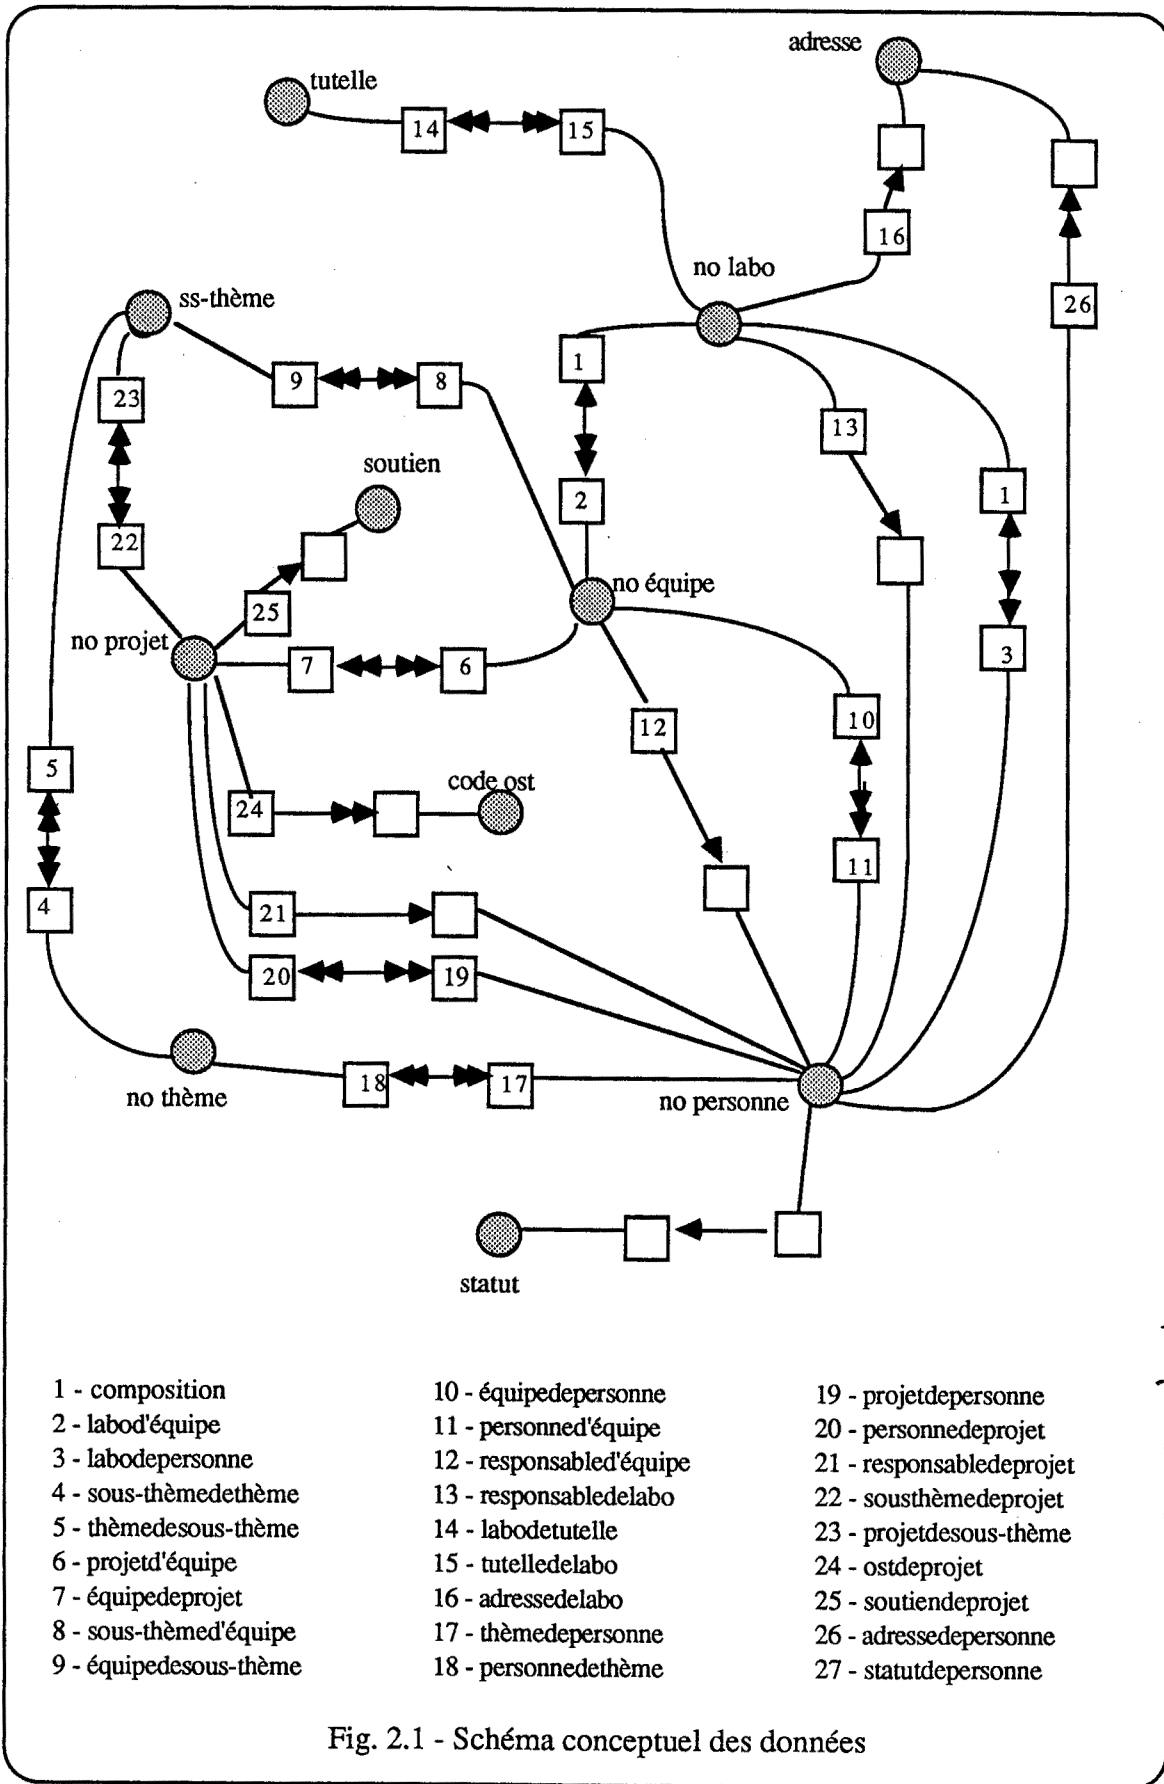 adresse
tutelle
14
15
16
no labo
26
ss-thème
1
9
8
23
13
soutien
1
2
22
no équipe
25
no projet
7
6
3
10
12
5
code ost
24
11
4
21
20
19
no thème
18
17
no personne
statut
1 - composition
2 - labod'équipe
3 - labodepersonne
4 - sous-thèmedethème
5 - thèmedesous-thème
6 - projetd'équipe
7 - équipedeprojet
8 - sous-thèmed'équipe
9 - équipedesous-thème
10 - équipedepersonne
11 - personned'équipe
12 - responsabled'équipe
13 - responsabledelabo
14 - labodetutelle
15 - tutelledelabo
16 - adressedelabo
17 - thèmedepersonne
18 - personnedethème
19 - projetdepersonne
20 - personnedeprojet
21 - responsabledeprojet
22 - sousthèmedeprojet
23 - projetdesous-thème
24 - ostdeprojet
25 - soutiendeprojet
26 - adressedepersonne
27 - statutdepersonne
Fig. 2.1 - Schéma conceptuel des données